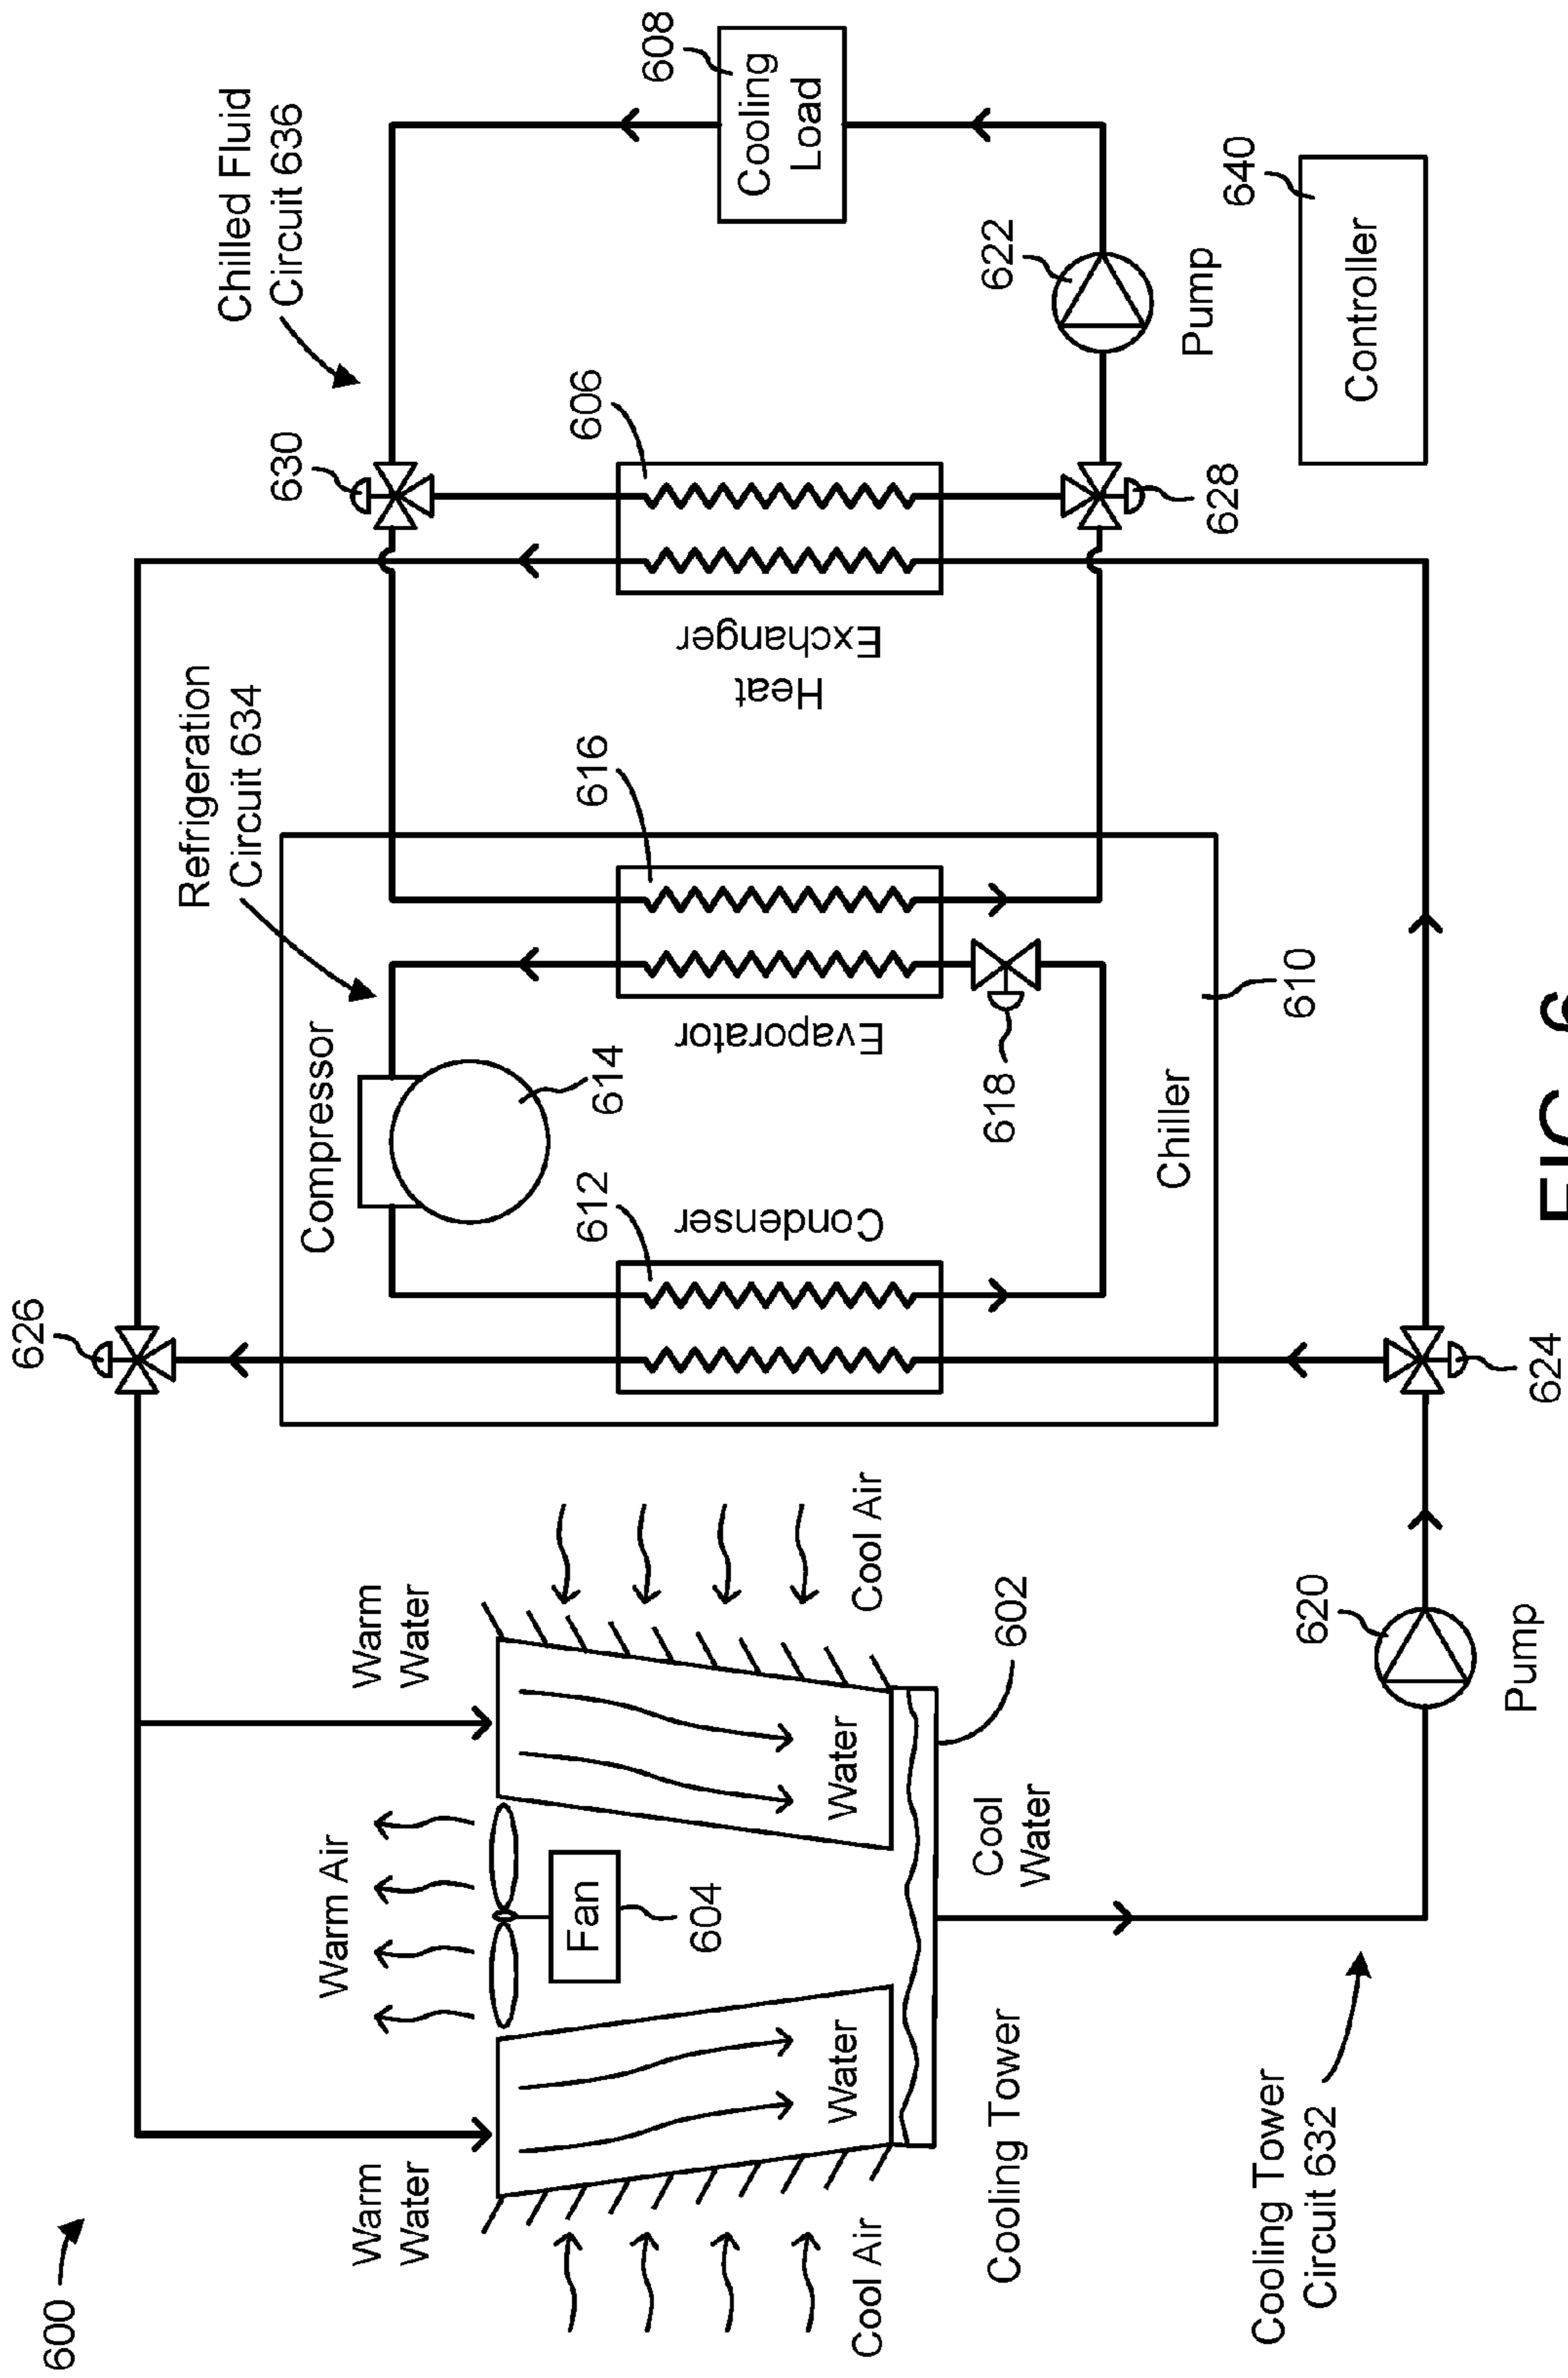 600
626
630
Chilled Fluid
Circuit 636
Refrigeration
Circuit 634
Warm Air
Warm
Water
Warm
Water
Compressor
Fan
604
612
614
616
606
608
Cooling
Load
Water
Water
Condenser
Evaporator
Heat
Exchanger
Cool Air
Cool Air
Cooling Tower
Cool
Water
602
618
622
Pump
Chiller
610
628
640
Controller
Cooling Tower
Circuit 632
620
Pump
624
FIG